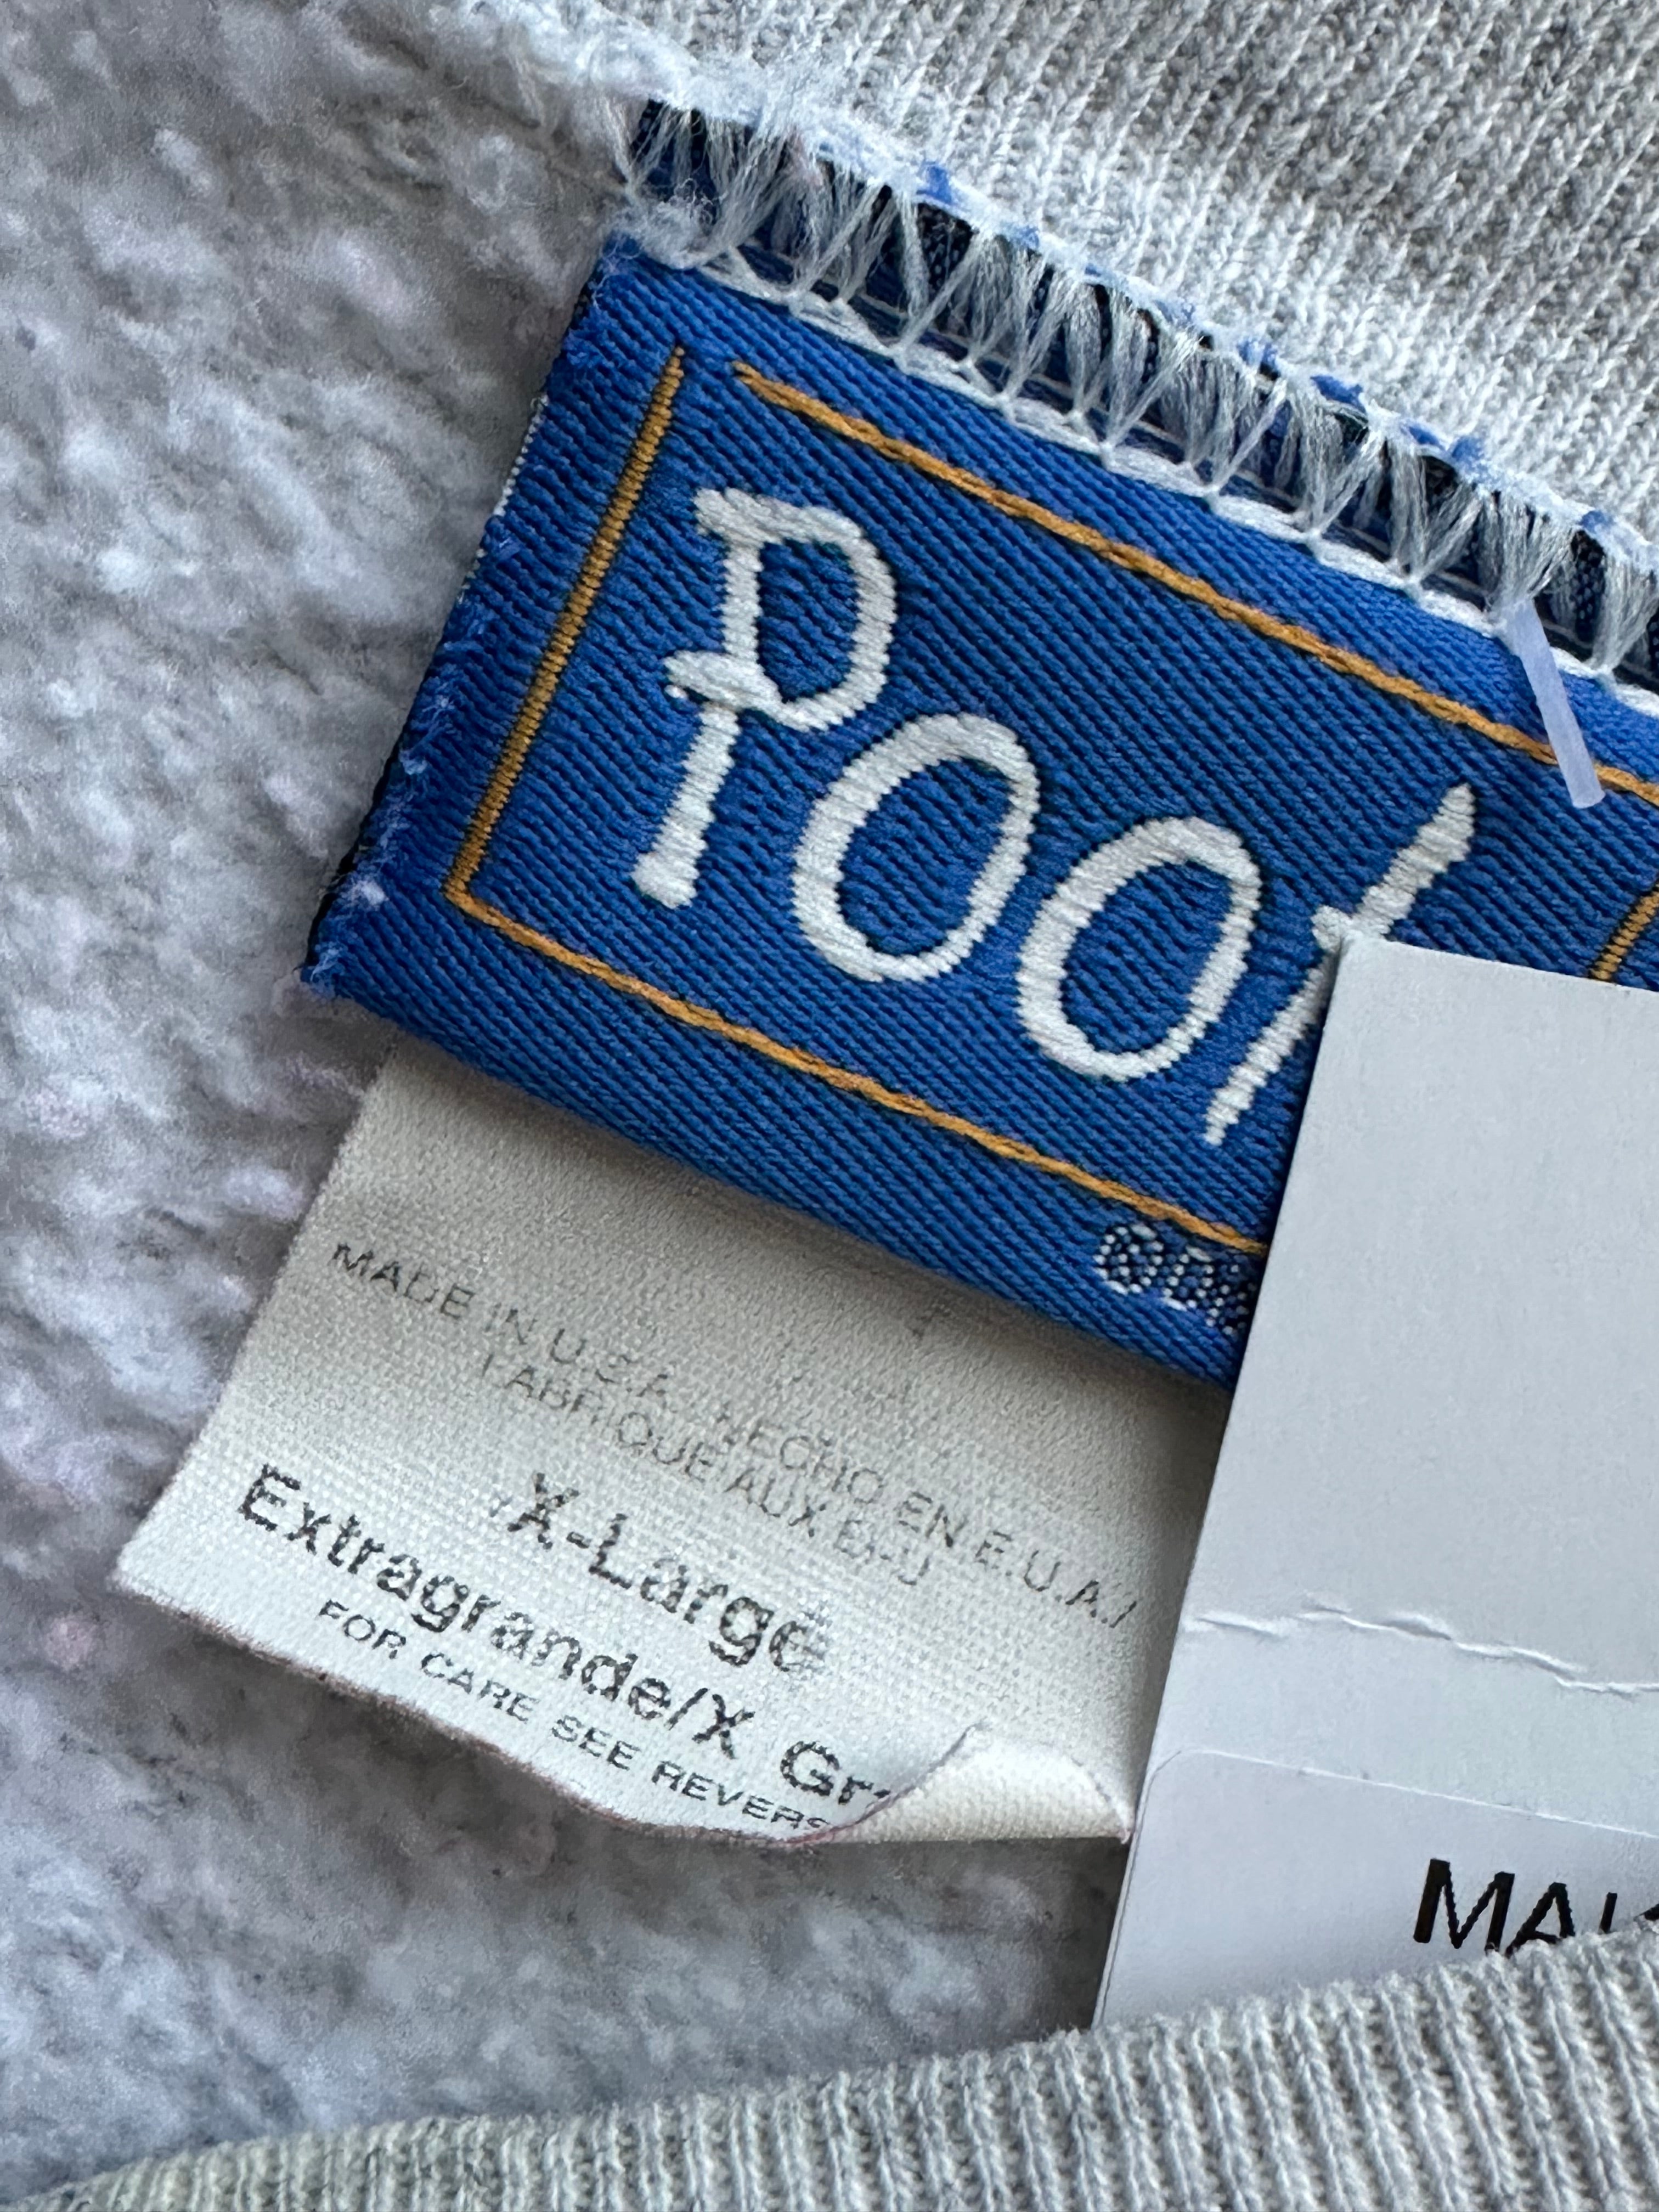 Pooh
MADE IN U.S.A. HECHO EN E.U.A./
FABRIQUE AUX E-U
X-Large
Extragrande/X Gr
FOR CARE SEE REVERS